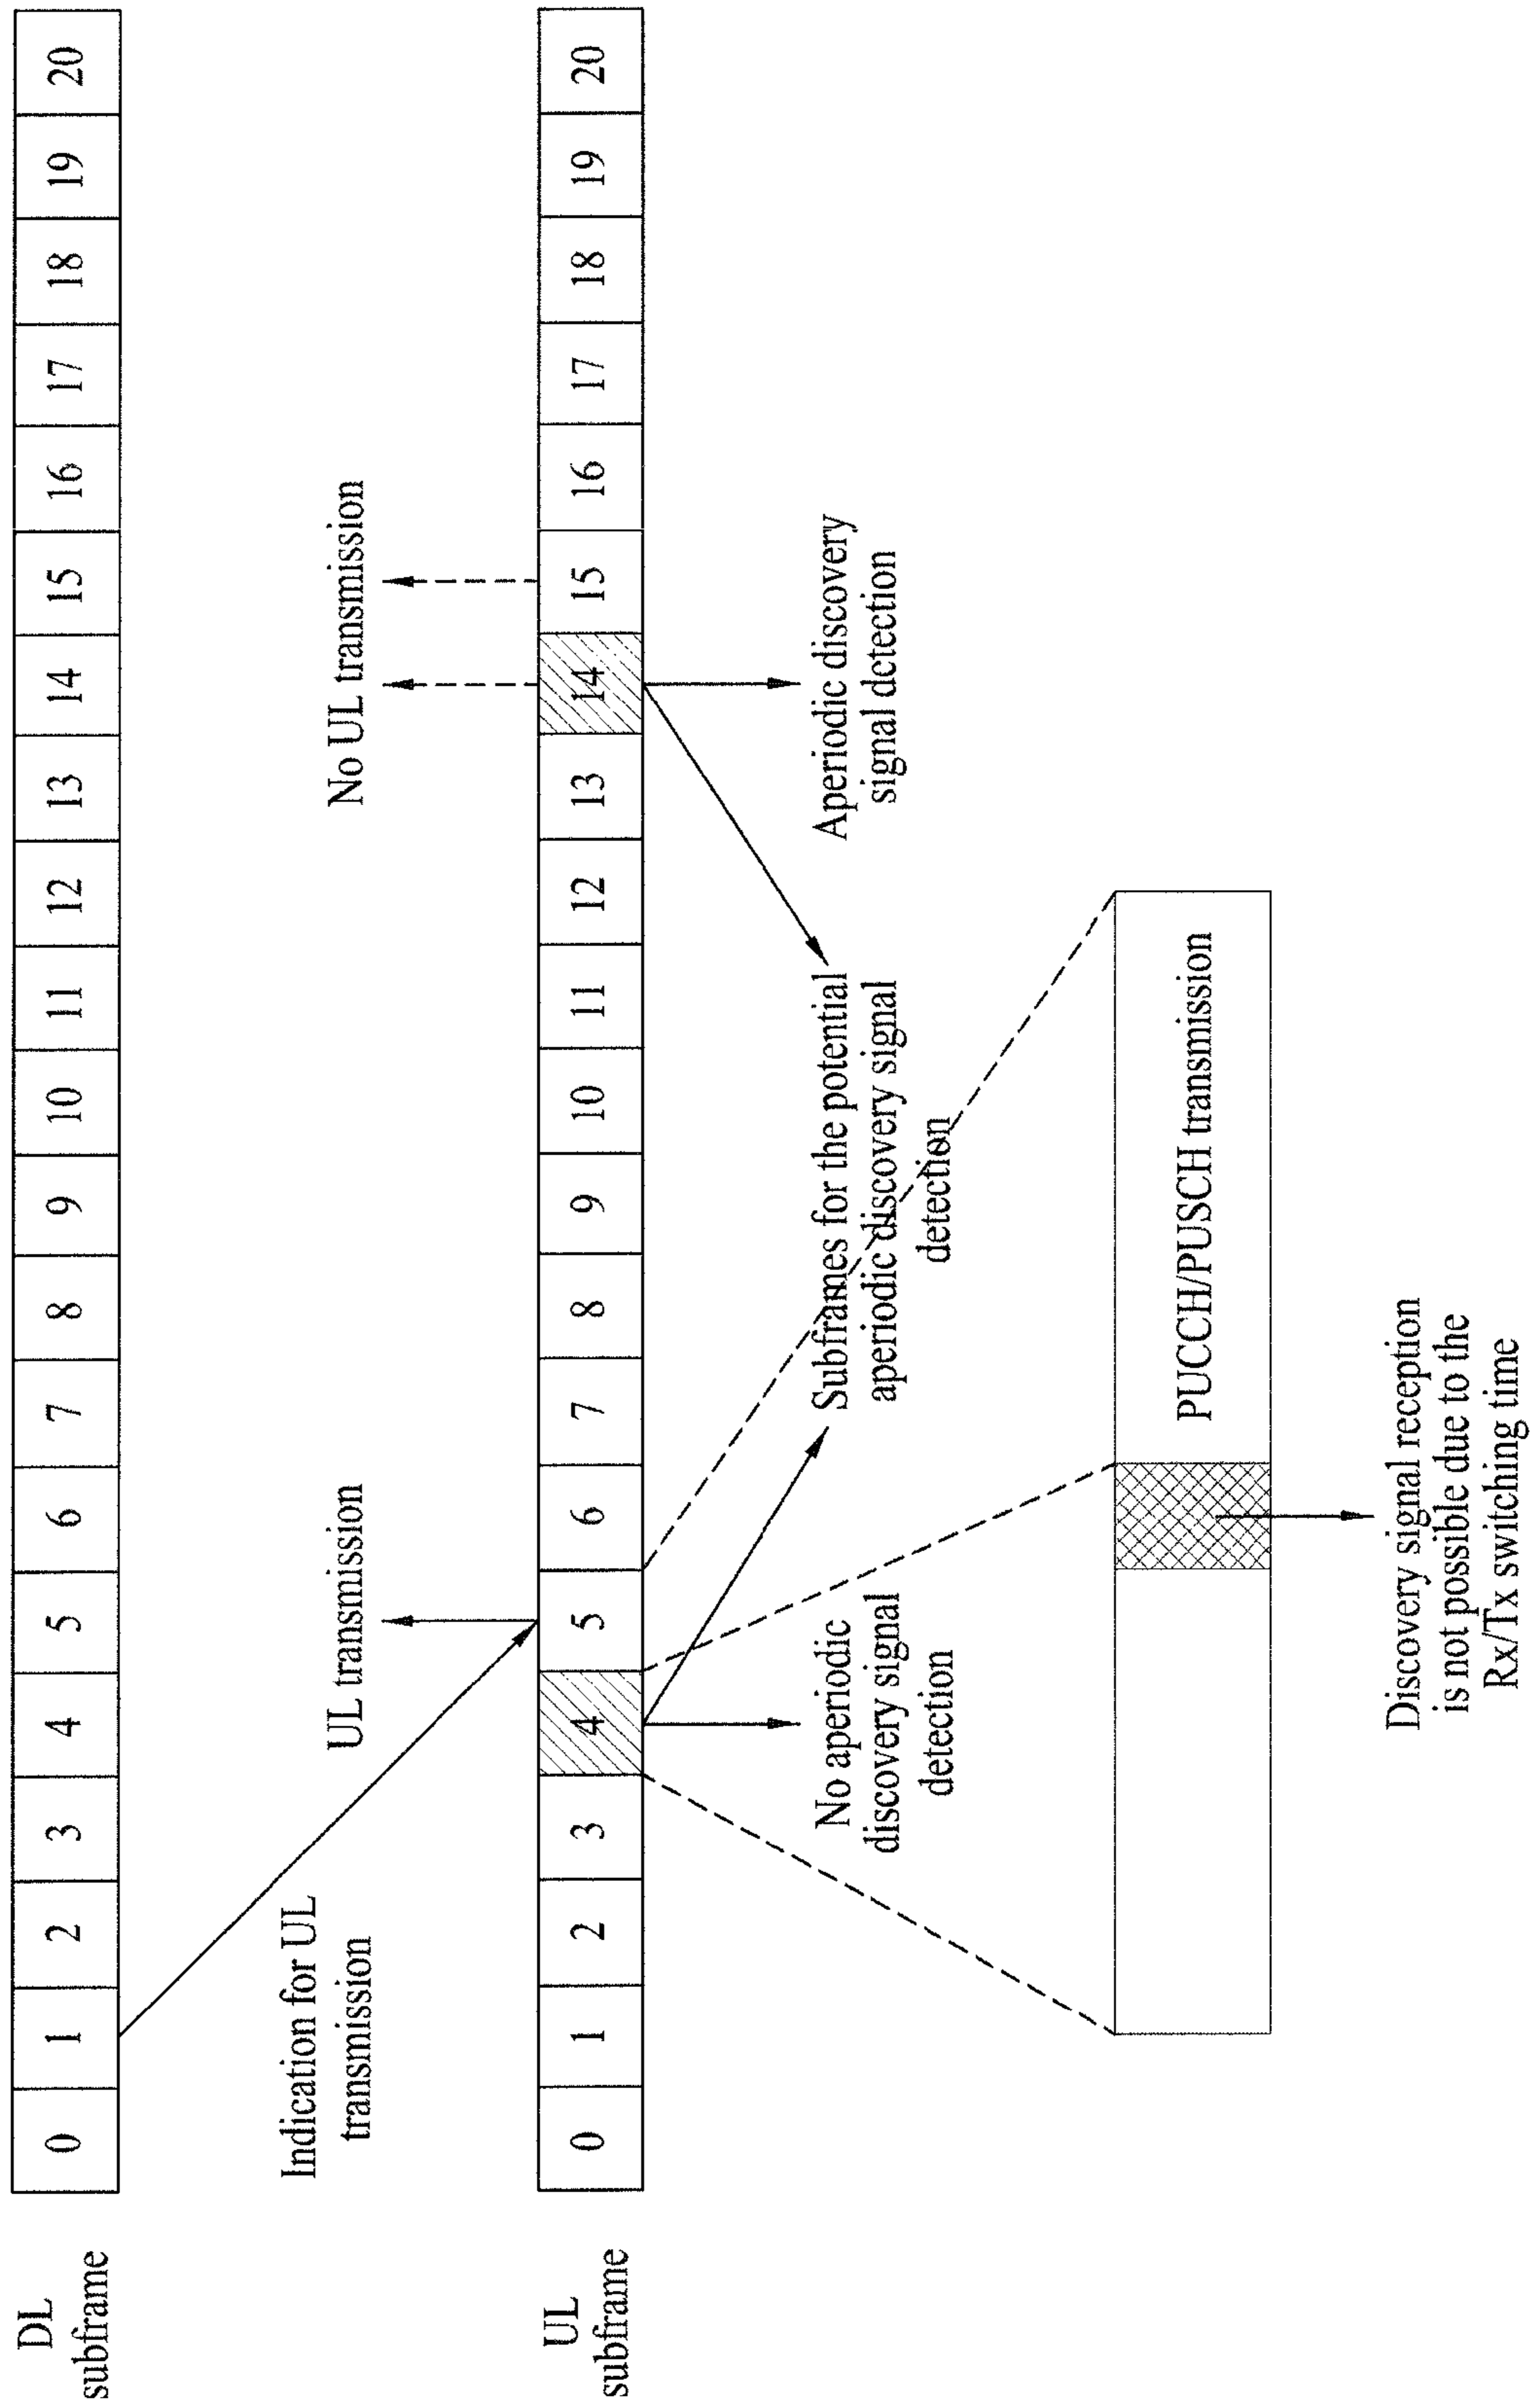 DL
subframe
0 1 2 3 4 5 6 7 8 9 10 11 12 13 14 15 16 17 18 19 20
Indication for UL
transmission
UL transmission
No UL transmission
UL
subframe
0 1 2 3 4 5 6 7 8 9 10 11 12 13 14 15 16 17 18 19 20
No aperiodic
discovery signal
detection
Subframes for the potential
aperiodic discovery signal
detection
Aperiodic discovery
signal detection
PUCCH/PUSCH transmission
Discovery signal reception
is not possible due to the
Rx/Tx switching time